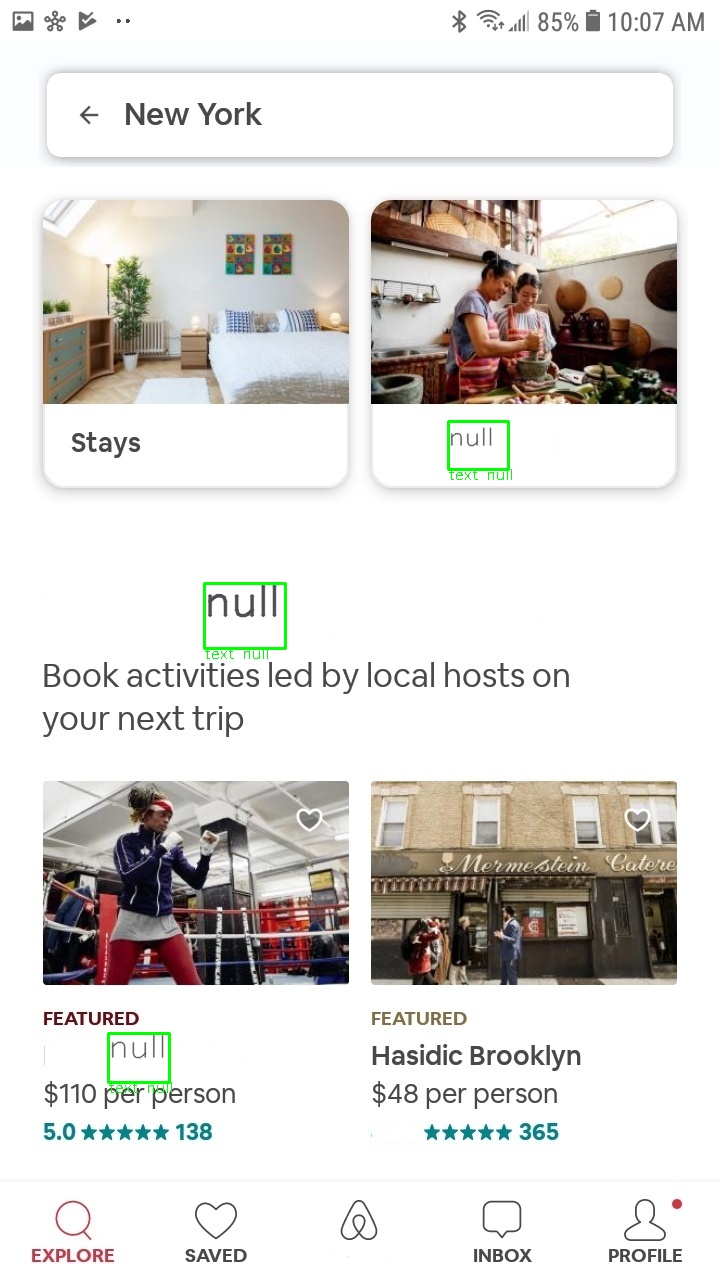 85% 10:07 AM
New York
Stays
null
text null
null
text null
Book activities led by local hosts on
your next trip
Mermelstein Catere
FEATURED
FEATURED
null
text null
Hasidic Brooklyn
$110 per person
$48 per person
5.0 ★★★★★ 138
★★★★★ 365
EXPLORE
SAVED
INBOX
PROFILE